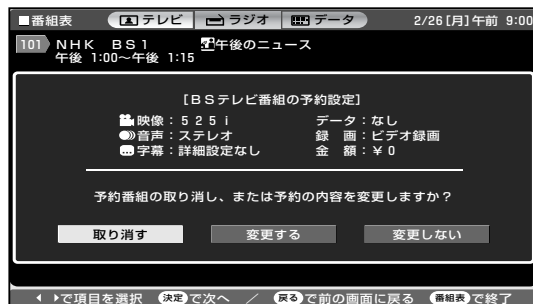 ■番組表 テレビ ラジオ データ 2/26[月]午前 9:00
101 NHK BS1 午後のニュース
午後 1:00～午後 1:15
[BSテレビ番組の予約設定]
映像：525i データ：なし
音声：ステレオ 録 画：ビデオ録画
字幕：詳細設定なし 金 額：¥0
予約番組の取り消し、または予約の内容を変更しますか？
取り消す 変更する 変更しない
で項目を選択 決定で次へ ／ 戻るで前の画面に戻る 番組表で終了